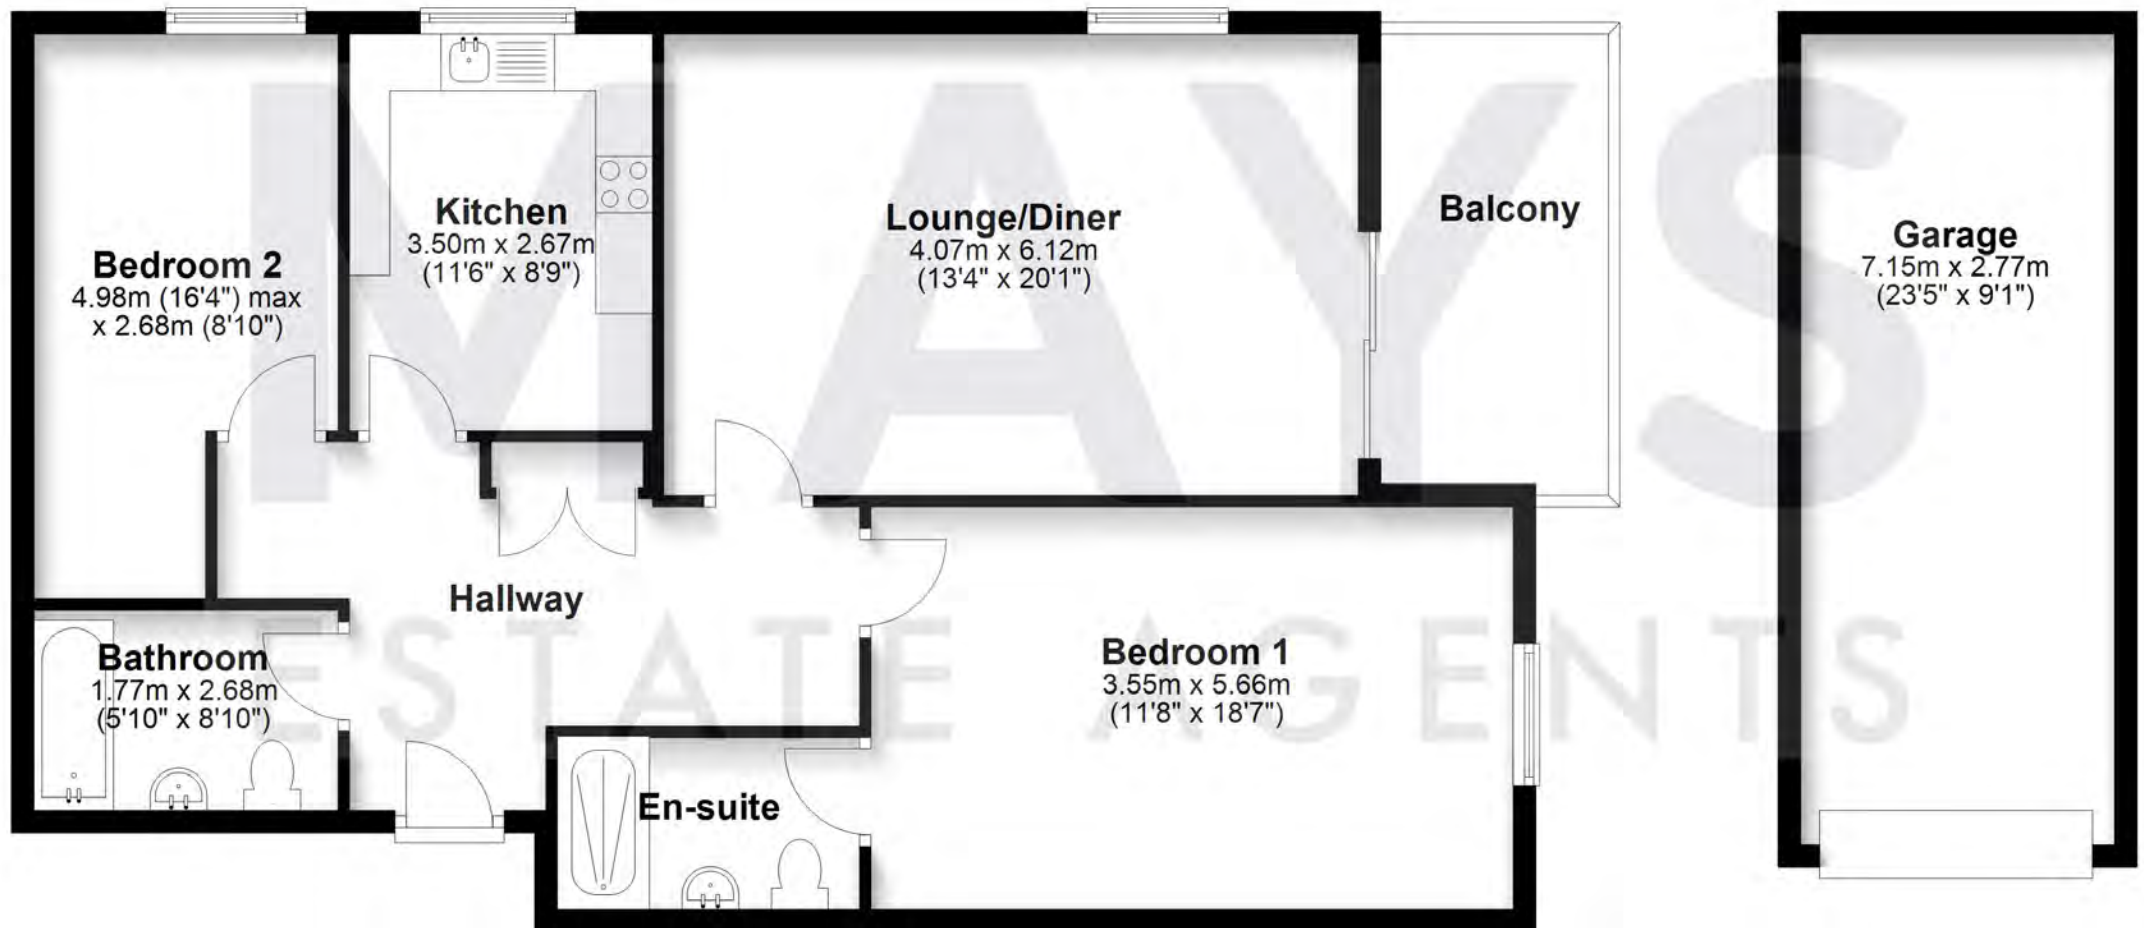 Bedroom 2
4.98m (16'4") max
x 2.68m (8'10")
Kitchen
3.50m x 2.67m
(11'6" x 8'9")
Lounge/Diner
4.07m x 6.12m
(13'4" x 20'1")
Balcony
Garage
7.15m x 2.77m
(23'5" x 9'1")
Hallway
Bathroom
1.77m x 2.68m
(5'10" x 8'10")
En-suite
Bedroom 1
3.55m x 5.66m
(11'8" x 18'7")
MAYS
ESTATE AGENTS